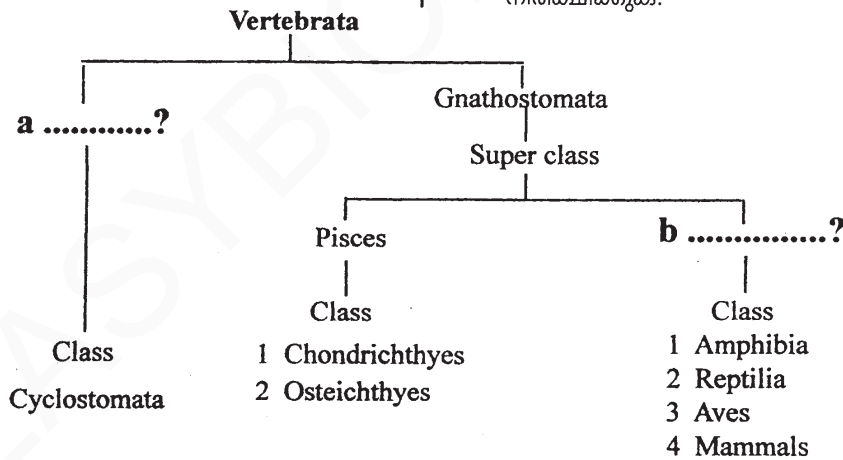 Vertebrata
Gnathostomata
a ............?
Super class
Pisces
b ...............?
Class
Class
Class
1 Chondrichthyes
1 Amphibia
2 Osteichthyes
2 Reptilia
Cyclostomata
3 Aves
4 Mammals